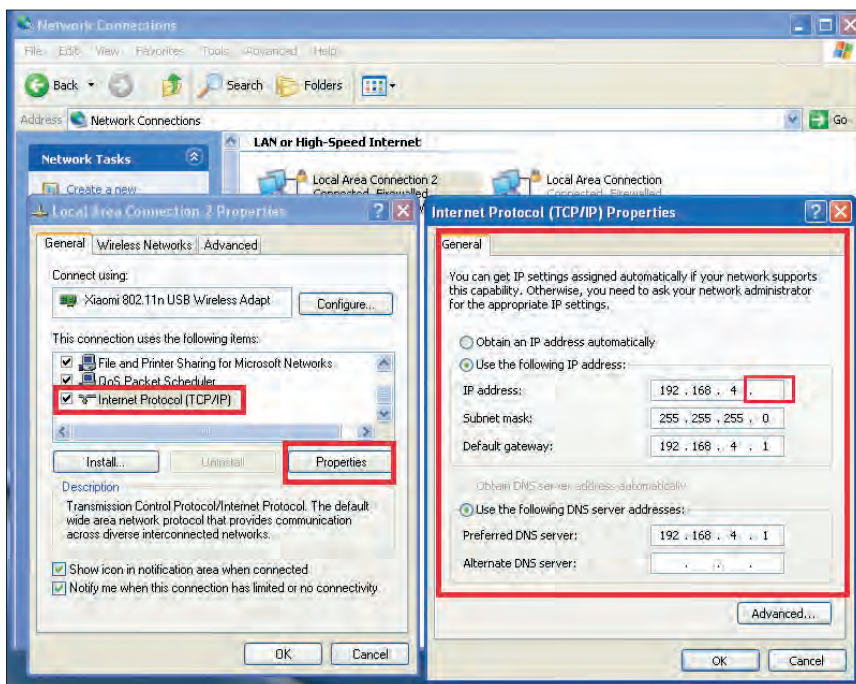 Network Connections
File Edit View Favorites Tools Advanced Help
Back Search Folders
Address Network Connections Go
LAN or High-Speed Internet
Network Tasks
Create a new
Local Area Connection 2
Connected, Firewalled
Local Area Connection
Connected, Firewalled
Local Area Connection 2 Properties
General Wireless Networks Advanced
Connect using:
Xiaomi 802.11n USB Wireless Adapt Configure...
This connection uses the following items:
File and Printer Sharing for Microsoft Networks
QoS Packet Scheduler
Internet Protocol (TCP/IP)
Install... Uninstall Properties
Description
Transmission Control Protocol/Internet Protocol. The default
wide area network protocol that provides communication
across diverse interconnected networks.
Show icon in notification area when connected
Notify me when this connection has limited or no connectivity
OK Cancel
Internet Protocol (TCP/IP) Properties
General
You can get IP settings assigned automatically if your network supports
this capability. Otherwise, you need to ask your network administrator
for the appropriate IP settings.
Obtain an IP address automatically
Use the following IP address:
IP address: 192 . 168 . 4 .
Subnet mask: 255 . 255 . 255 . 0
Default gateway: 192 . 168 . 4 . 1
Obtain DNS server address automatically
Use the following DNS server addresses:
Preferred DNS server: 192 . 168 . 4 . 1
Alternate DNS server: . . .
Advanced...
OK Cancel